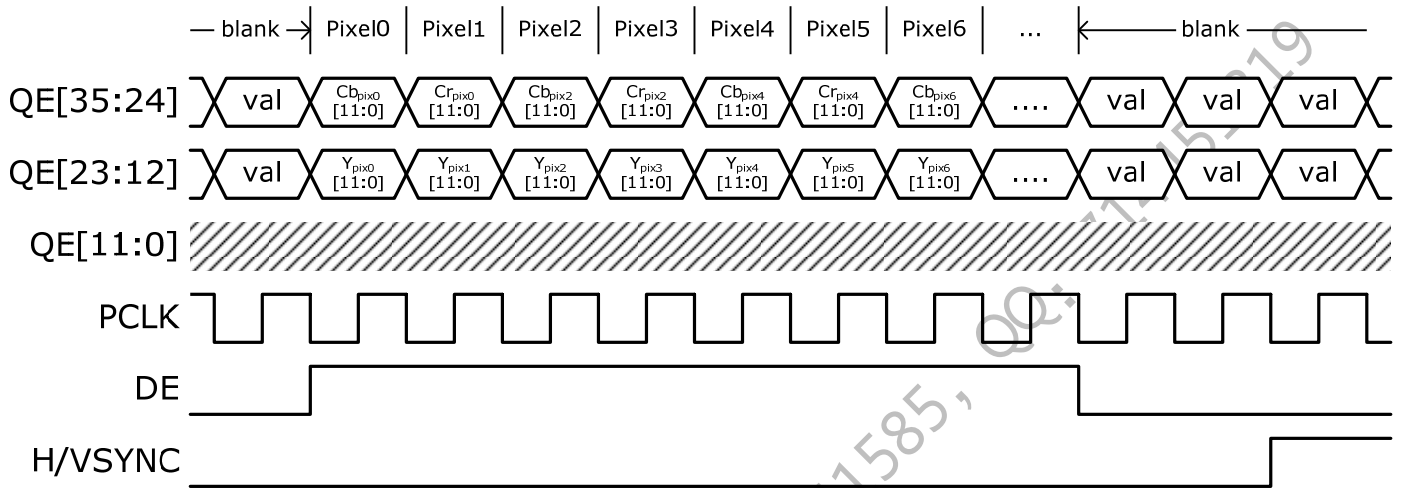 blank Pixel0 Pixel1 Pixel2 Pixel3 Pixel4 Pixel5 Pixel6 ... blank
QE[35:24] val Cbpix0 [11:0] Crpix0 [11:0] Cbpix2 [11:0] Crpix2 [11:0] Cbpix4 [11:0] Crpix4 [11:0] Cbpix6 [11:0] .... val val val
QE[23:12] val Ypix0 [11:0] Ypix1 [11:0] Ypix2 [11:0] Ypix3 [11:0] Ypix4 [11:0] Ypix5 [11:0] Ypix6 [11:0] .... val val val
QE[11:0]
PCLK
DE
H/VSYNC
1585, QQ: